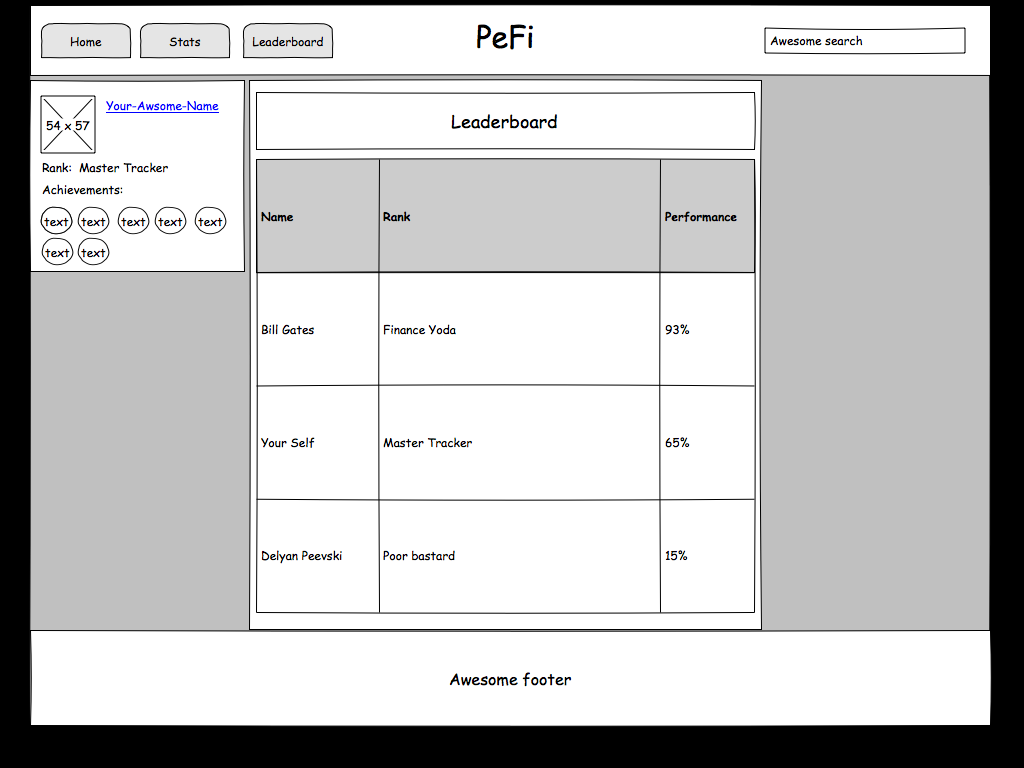 Home Stats Leaderboard PeFi Awesome search
54 x 57 Your-Awsome-Name
Rank: Master Tracker
Achievements:
text text text text text
text text
Leaderboard
Name Rank Performance
Bill Gates Finance Yoda 93%
Your Self Master Tracker 65%
Delyan Peevski Poor bastard 15%
Awesome footer